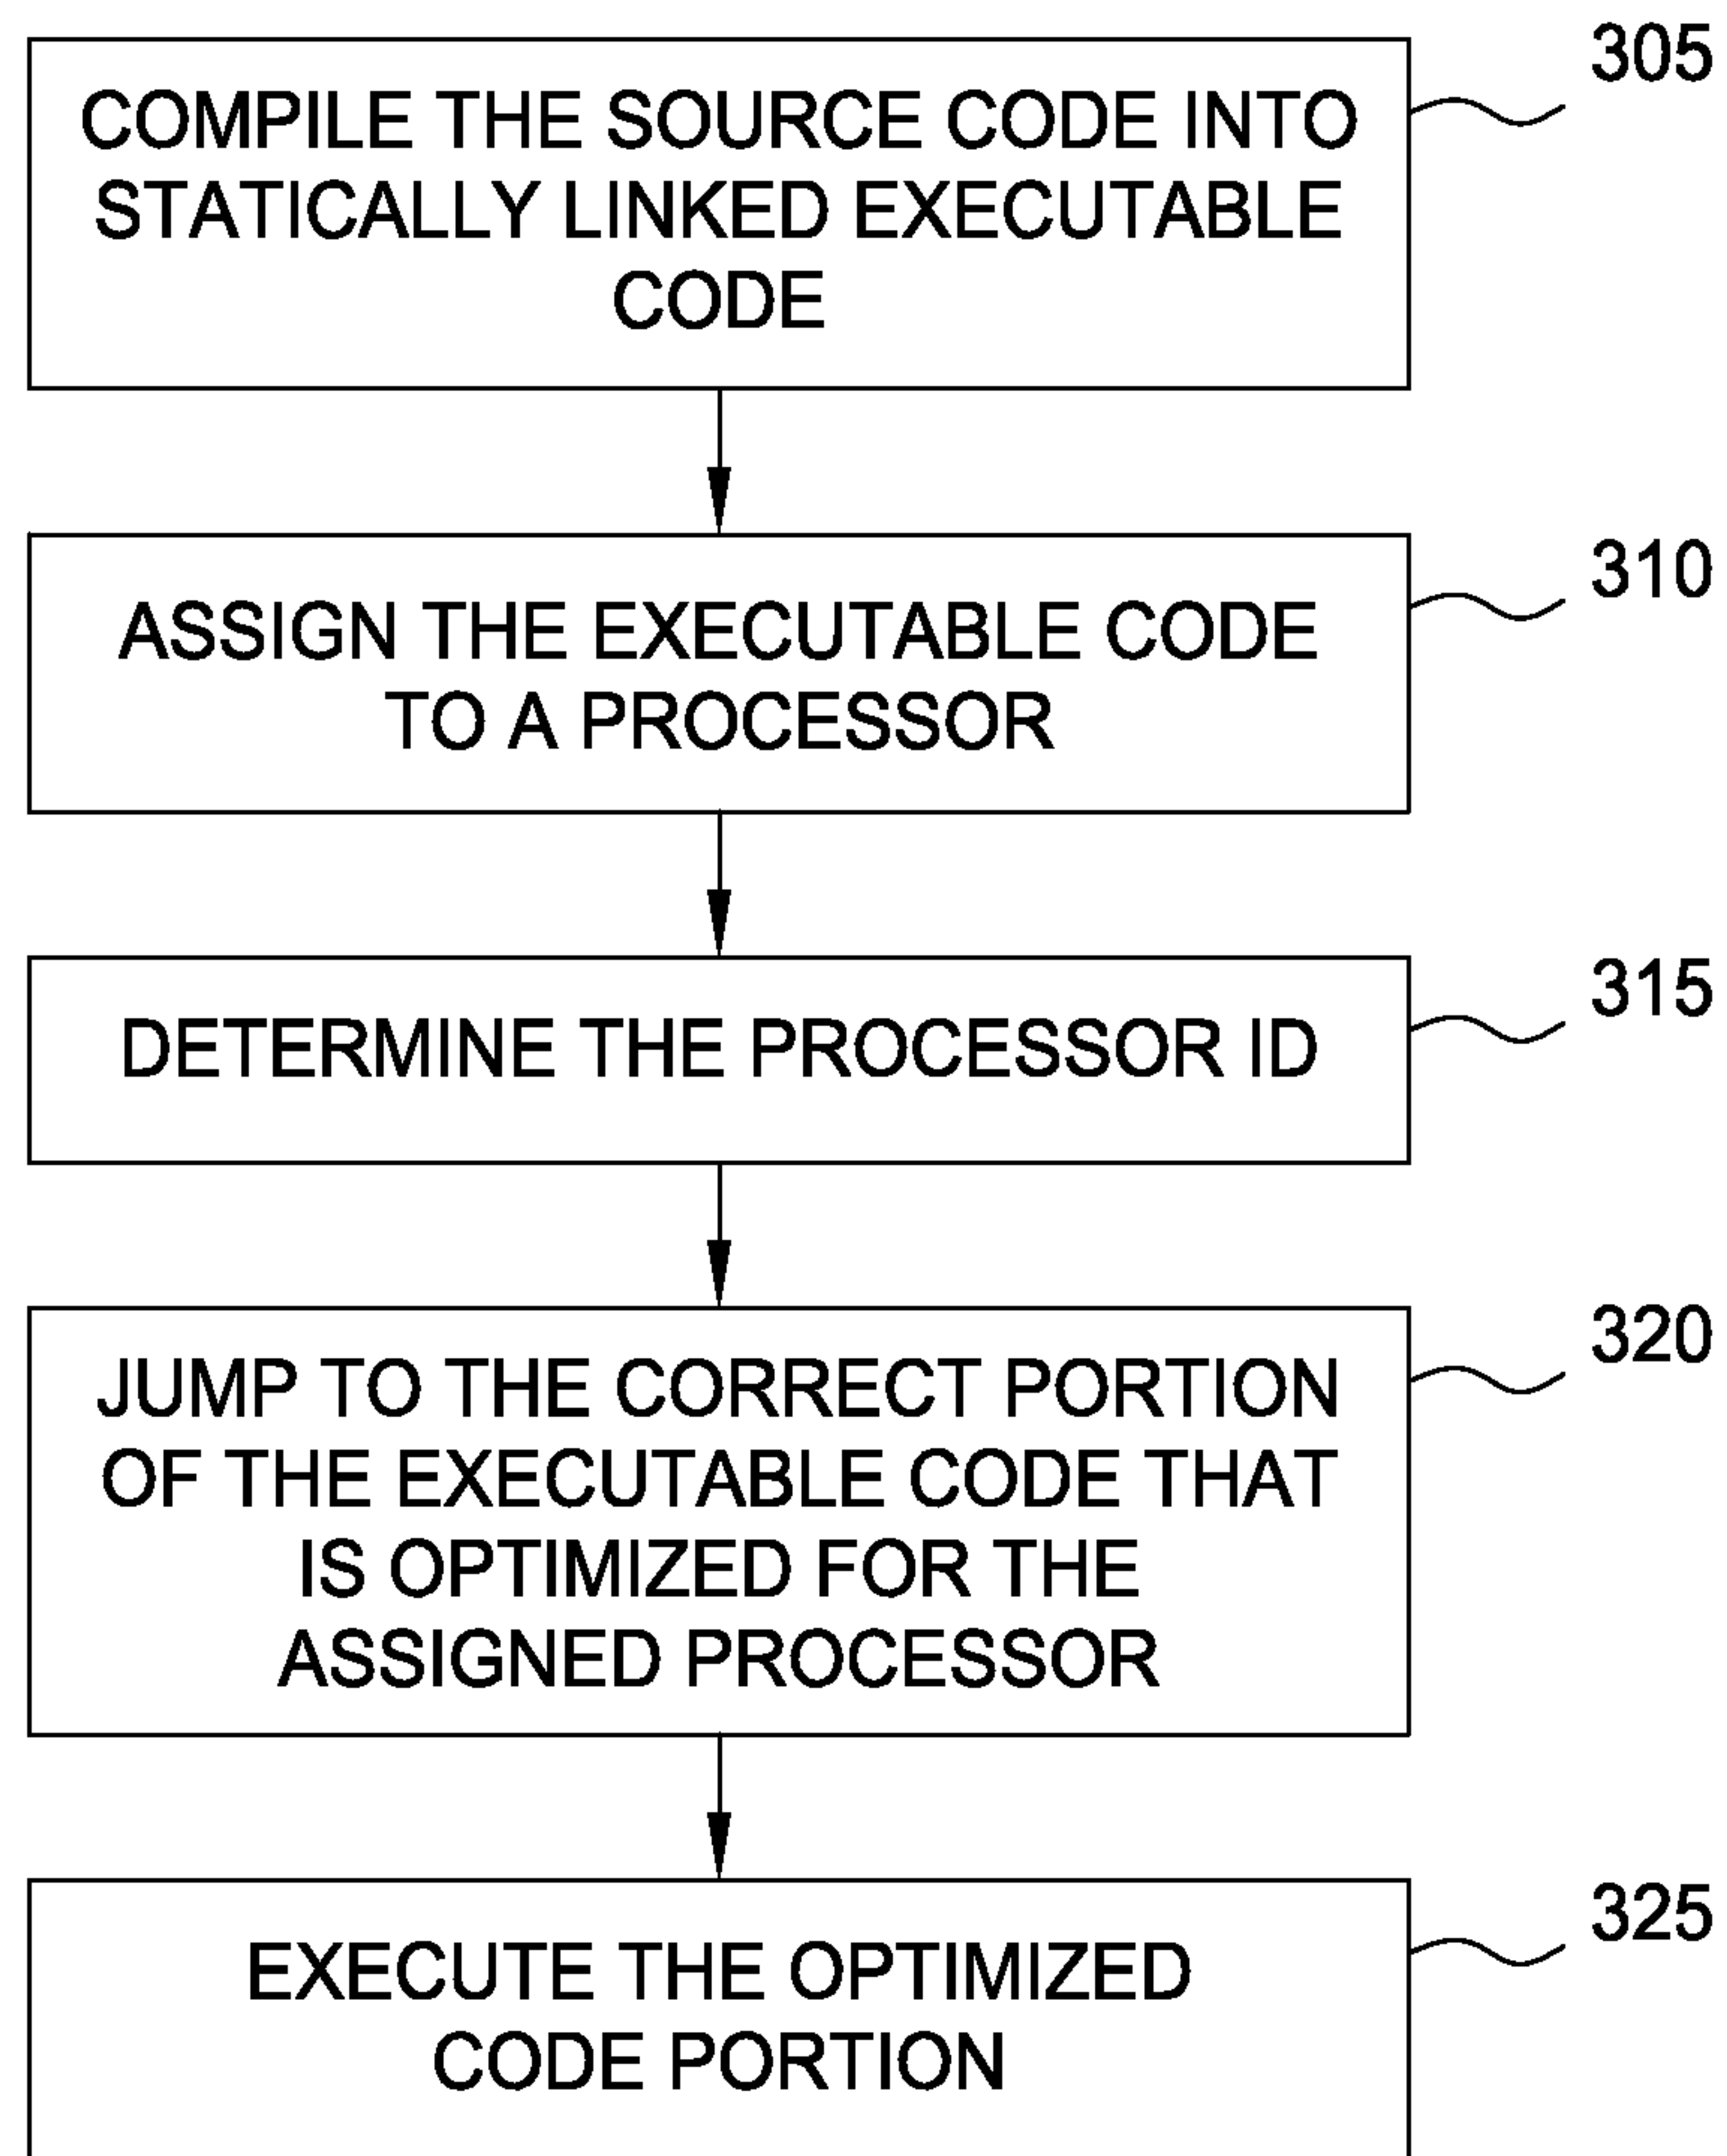 305
COMPILE THE SOURCE CODE INTO
STATICALLY LINKED EXECUTABLE
CODE
310
ASSIGN THE EXECUTABLE CODE
TO A PROCESSOR
315
DETERMINE THE PROCESSOR ID
320
JUMP TO THE CORRECT PORTION
OF THE EXECUTABLE CODE THAT
IS OPTIMIZED FOR THE
ASSIGNED PROCESSOR
325
EXECUTE THE OPTIMIZED
CODE PORTION